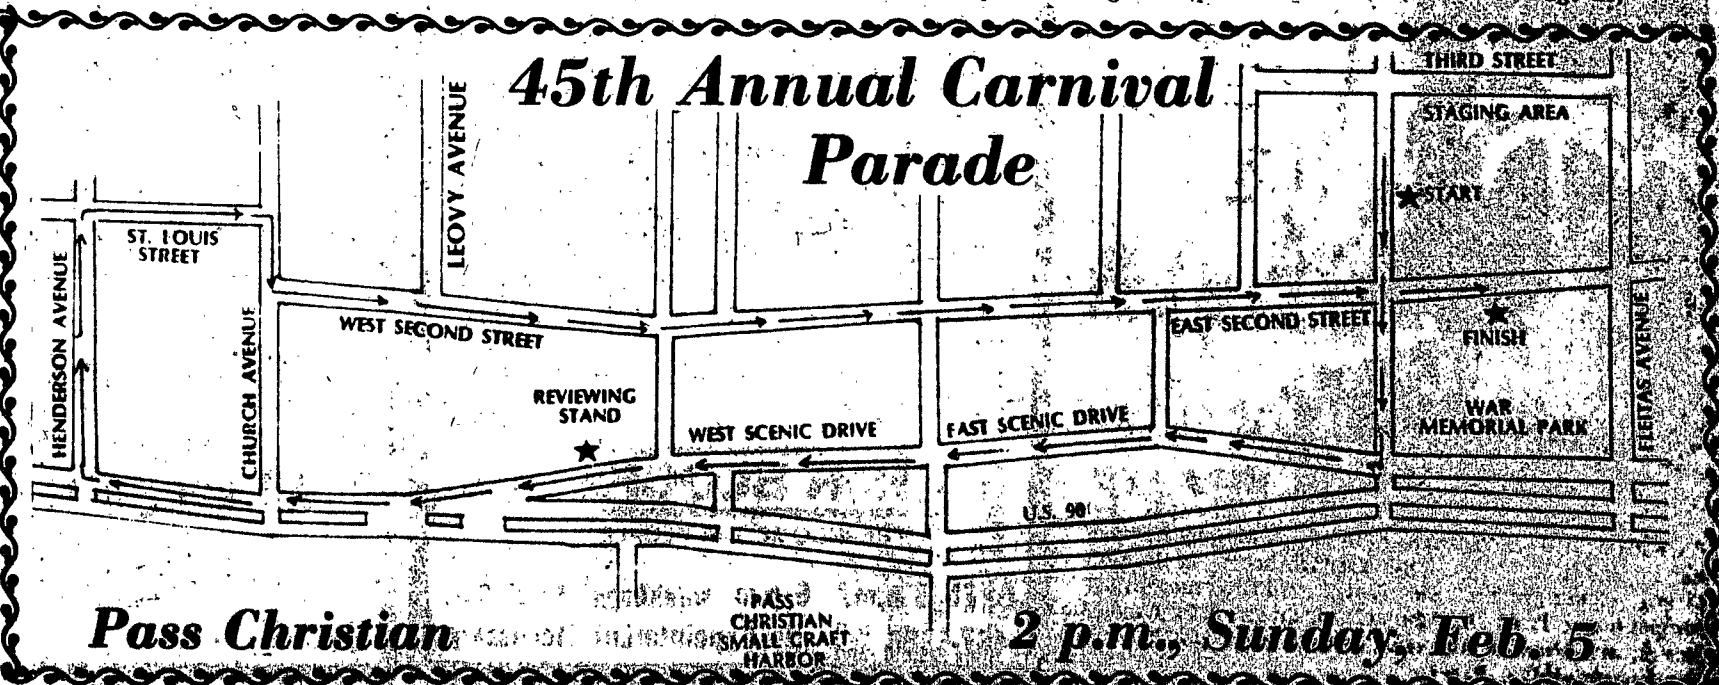 45th Annual Carnival
Parade
THIRD STREET
STAGING AREA
START
LEOVY AVENUE
ST. LOUIS
STREET
HENDERSON AVENUE
CHURCH AVENUE
WEST SECOND STREET
EAST SECOND STREET
FINISH
FLEITAS AVENUE
REVIEWING
STAND
WEST SCENIC DRIVE
EAST SCENIC DRIVE
WAR
MEMORIAL PARK
U.S. 90
Pass Christian
PASS
CHRISTIAN
SMALL CRAFT
HARBOR
2 p.m., Sunday, Feb. 5